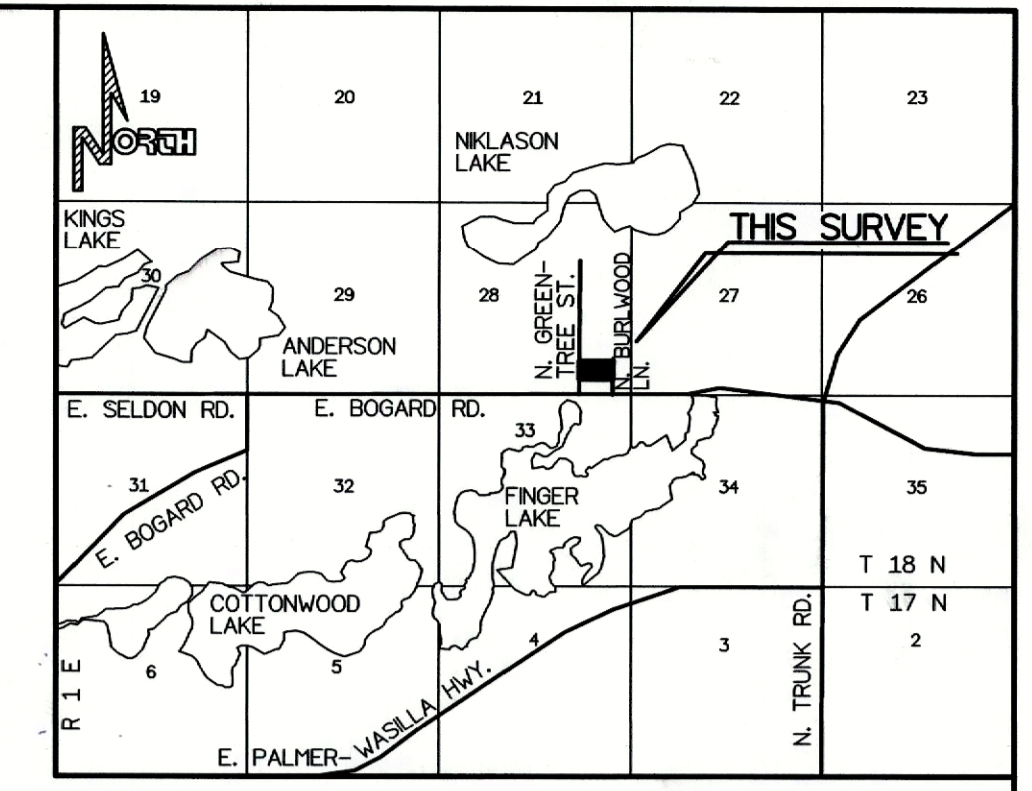 19
20
21
22
23
NORTH
NIKLASON
LAKE
KINGS
LAKE
THIS SURVEY
30
29
28
27
26
N. GREEN-
TREE ST.
N. BURLWOOD
LN.
ANDERSON
LAKE
E. SELDON RD.
E. BOGARD RD.
33
31
32
34
35
E. BOGARD RD.
FINGER
LAKE
T 18 N
T 17 N
COTTONWOOD
LAKE
6
5
4
3
2
R 1 E
N. TRUNK RD.
E. PALMER-WASILLA HWY.